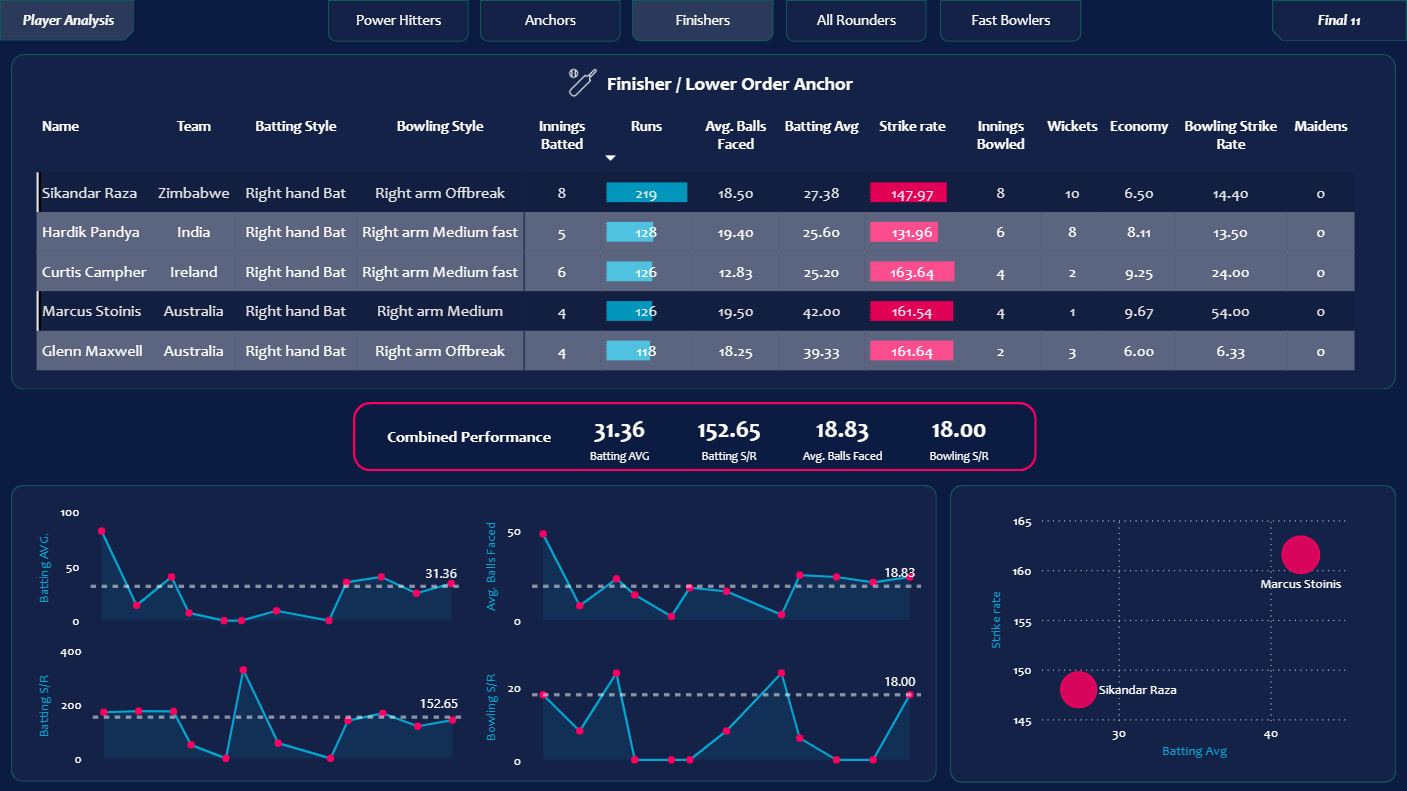 Player Analysis
Power Hitters
Anchors
Finishers
All Rounders
Fast Bowlers
Final 11
Finisher / Lower Order Anchor
Name Team Batting Style Bowling Style Innings Batted Runs Avg. Balls Faced Batting Avg Strike rate Innings Bowled Wickets Economy Bowling Strike Rate Maidens
Sikandar Raza Zimbabwe Right hand Bat Right arm Offbreak 8 219 18.50 27.38 147.97 8 10 6.50 14.40 0
Hardik Pandya India Right hand Bat Right arm Medium fast 5 128 19.40 25.60 131.96 6 8 8.11 13.50 0
Curtis Campher Ireland Right hand Bat Right arm Medium fast 6 126 12.83 25.20 163.64 4 2 9.25 24.00 0
Marcus Stoinis Australia Right hand Bat Right arm Medium 4 126 19.50 42.00 161.54 4 1 9.67 54.00 0
Glenn Maxwell Australia Right hand Bat Right arm Offbreak 4 118 18.25 39.33 161.64 2 3 6.00 6.33 0
Combined Performance
31.36
Batting AVG
152.65
Batting S/R
18.83
Avg. Balls Faced
18.00
Bowling S/R
Batting AVG.
100
50
0
31.36
Avg. Balls Faced
50
0
18.83
Batting S/R
400
200
0
152.65
Bowling S/R
20
0
18.00
Strike rate
165
160
155
150
145
Marcus Stoinis
Sikandar Raza
30
40
Batting Avg